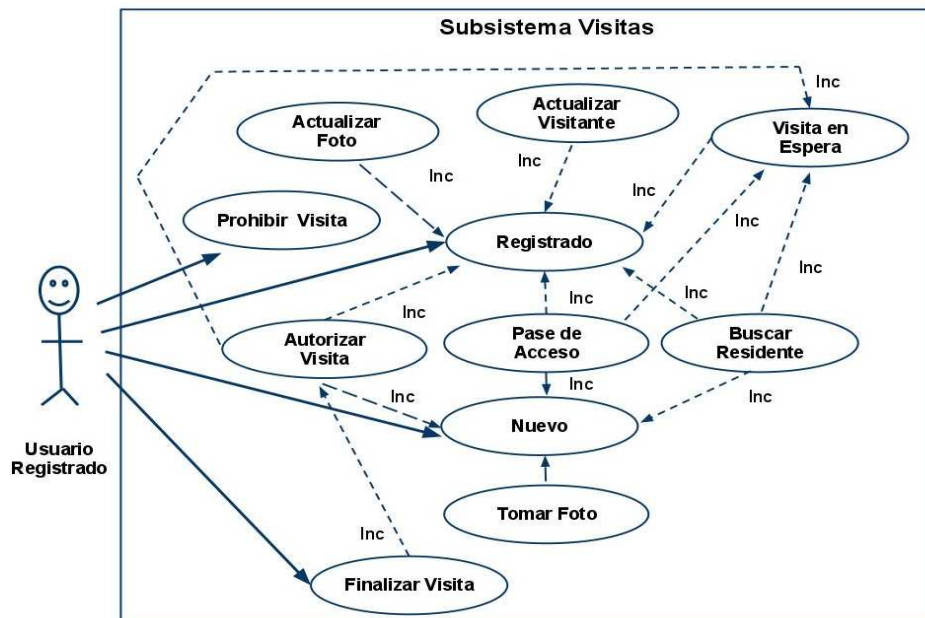 Subsistema Visitas
Inc
Actualizar
Foto
Actualizar
Visitante
Visita en
Espera
Inc
Inc
Inc
Prohibir Visita
Inc
Registrado
Inc
Inc
Inc
Inc
Autorizar
Visita
Pase de
Acceso
Buscar
Residente
Inc
Inc
Inc
Nuevo
Usuario
Registrado
Tomar Foto
Inc
Finalizar Visita